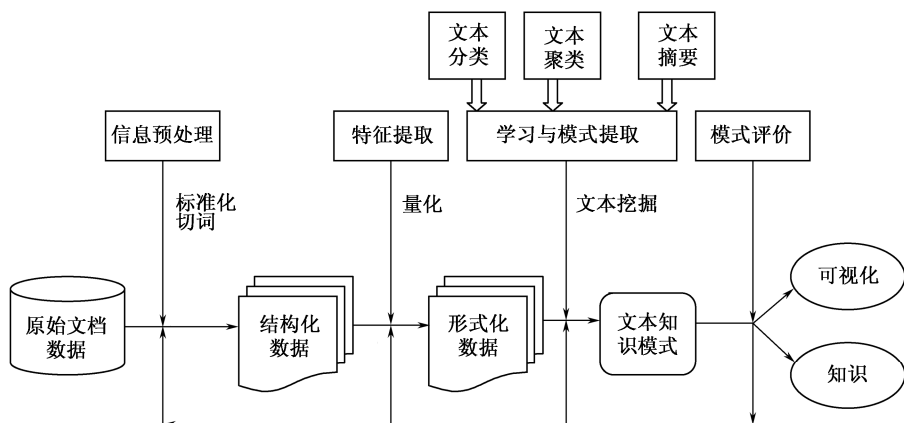 文本
分类
文本
聚类
文本
摘要
信息预处理
特征提取
学习与模式提取
模式评价
标准化
切词
量化
文本挖掘
原始文档
数据
结构化
数据
形式化
数据
文本知
识模式
可视化
知识